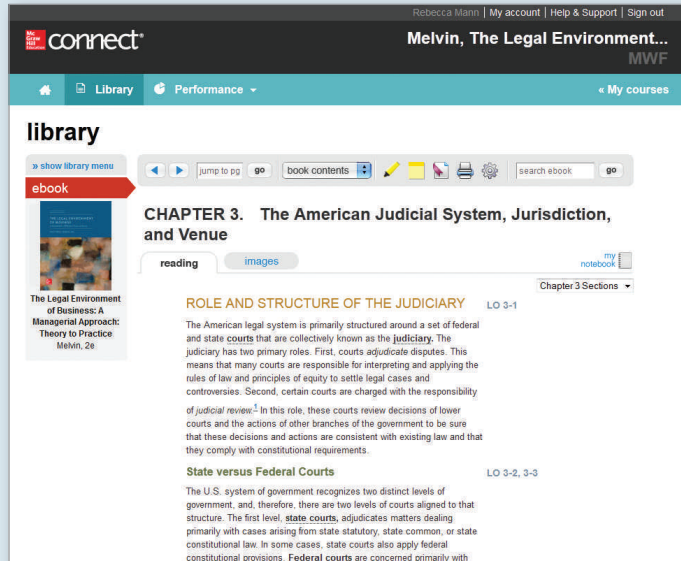 Rebecca Mann | My account | Help & Support | Sign out
Mc Graw Hill Education connect®
Melvin, The Legal Environment...
MWF
Library
Performance
« My courses
library
» show library menu
jump to pg
go
book contents
search ebook
go
ebook
CHAPTER 3. The American Judicial System, Jurisdiction,
and Venue
reading
images
my
notebook
Chapter 3 Sections
The Legal Environment
of Business: A
Managerial Approach:
Theory to Practice
Melvin, 2e
ROLE AND STRUCTURE OF THE JUDICIARY
LO 3-1
The American legal system is primarily structured around a set of federal
and state courts that are collectively known as the judiciary. The
judiciary has two primary roles. First, courts adjudicate disputes. This
means that many courts are responsible for interpreting and applying the
rules of law and principles of equity to settle legal cases and
controversies. Second, certain courts are charged with the responsibility
of judicial review.1 In this role, these courts review decisions of lower
courts and the actions of other branches of the government to be sure
that these decisions and actions are consistent with existing law and that
they comply with constitutional requirements.
State versus Federal Courts
LO 3-2, 3-3
The U.S. system of government recognizes two distinct levels of
government, and, therefore, there are two levels of courts aligned to that
structure. The first level, state courts, adjudicates matters dealing
primarily with cases arising from state statutory, state common, or state
constitutional law. In some cases, state courts also apply federal
constitutional provisions. Federal courts are concerned primarily with